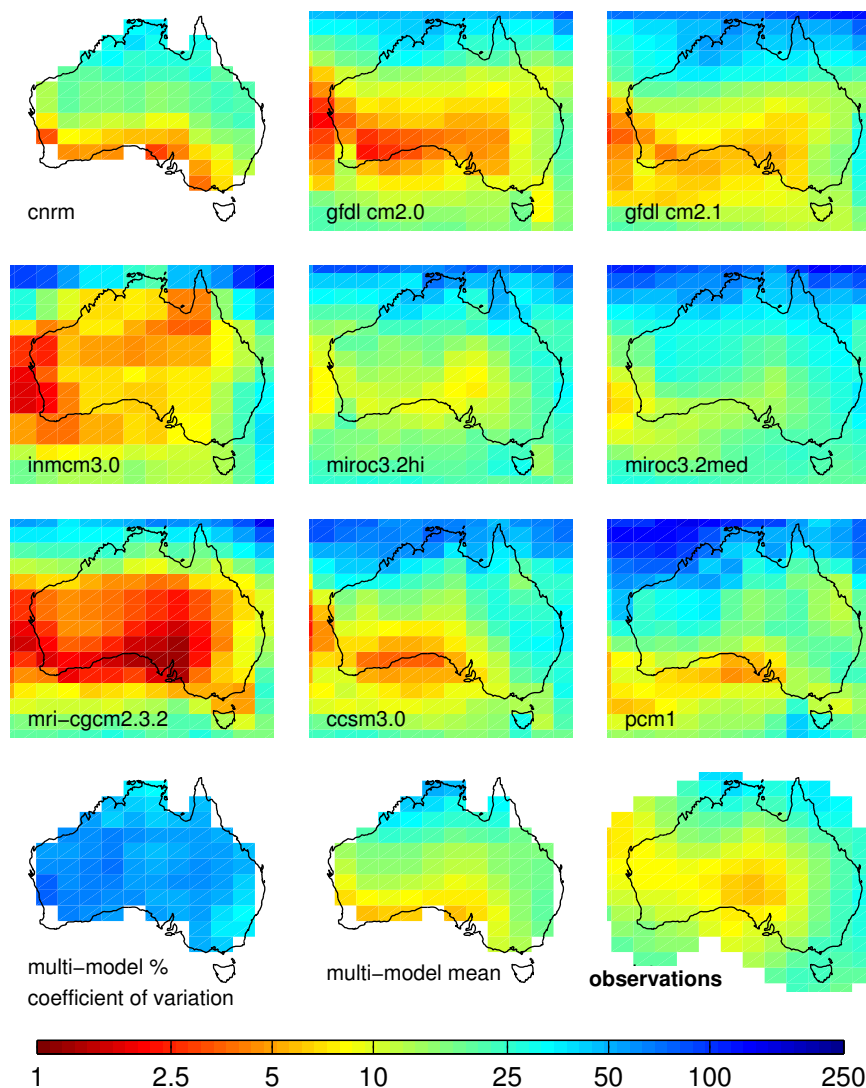 cnrm
gfdl cm2.0
gfdl cm2.1
inmcm3.0
miroc3.2hi
miroc3.2med
mri−cgcm2.3.2
ccsm3.0
pcm1
multi−model %
coefficient of variation
multi−model mean
observations
1 2.5 5 10 25 50 100 250